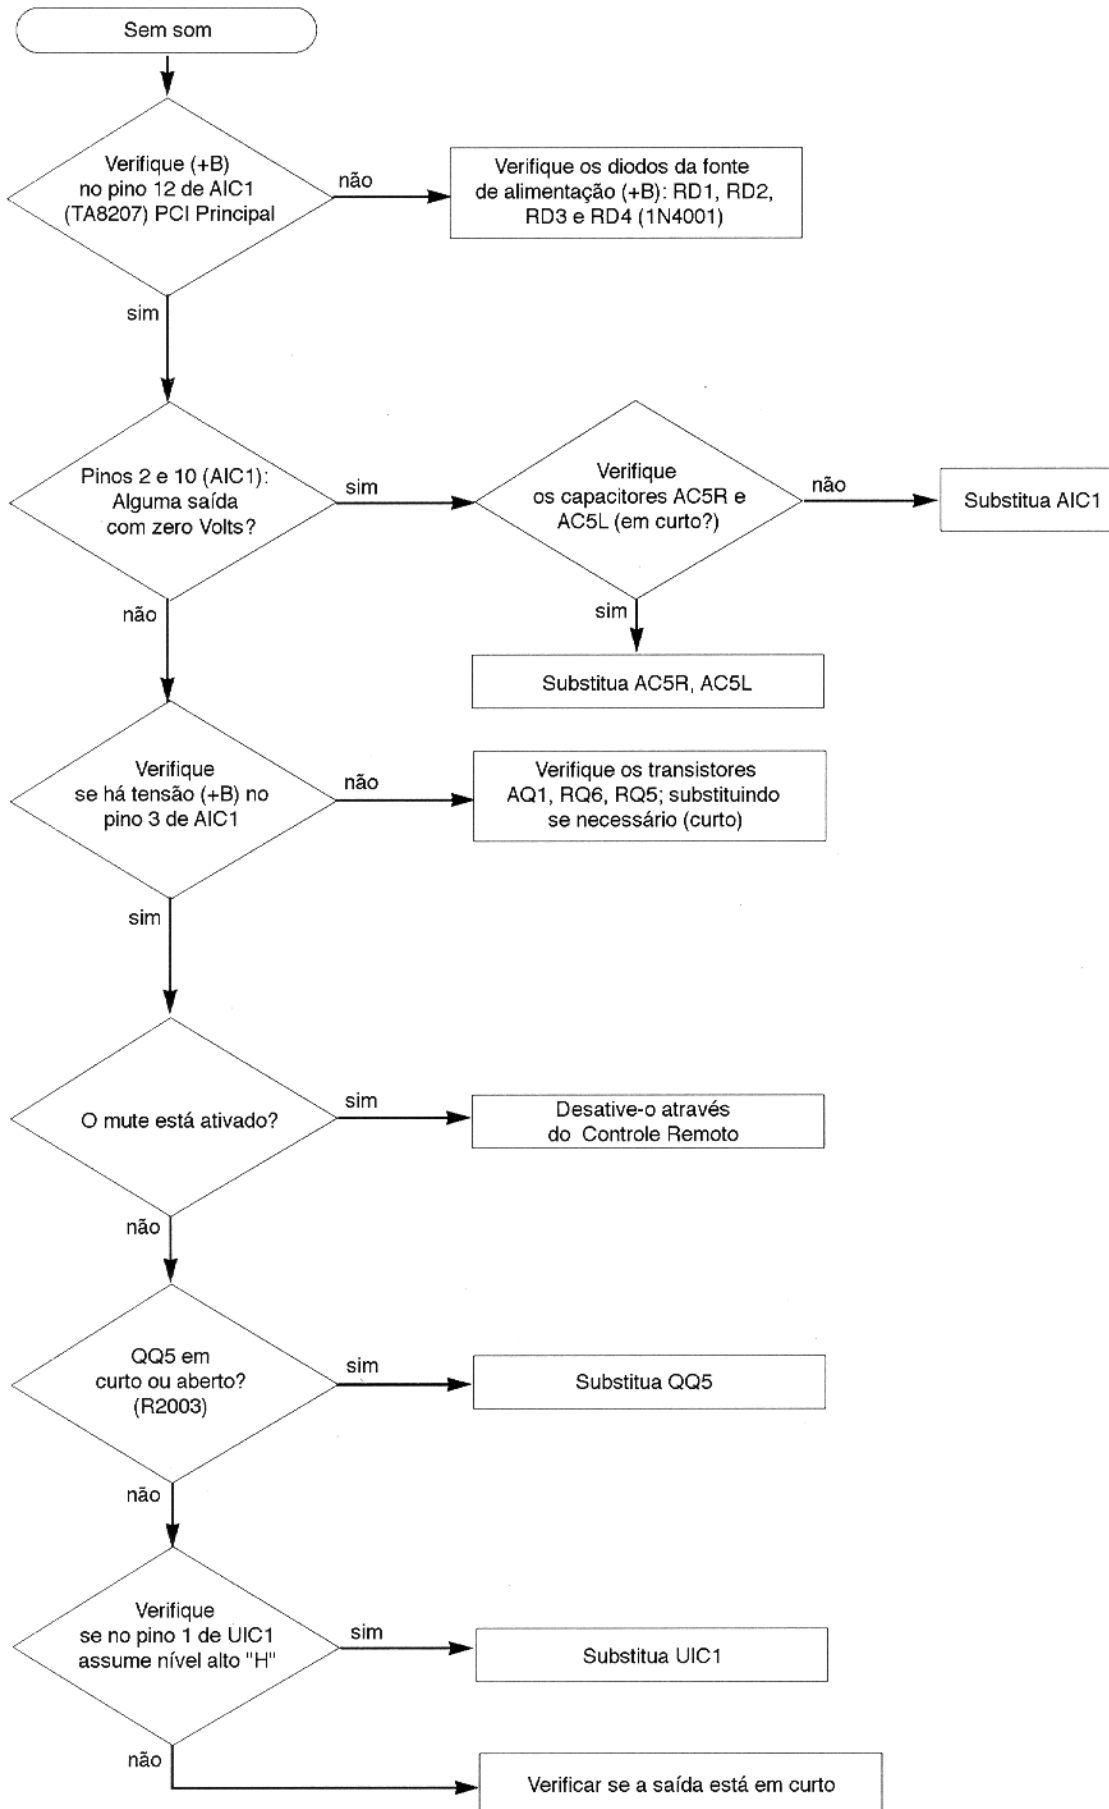 Sem som
Verifique (+B)
no pino 12 de AIC1
(TA8207) PCI Principal
não
Verifique os diodos da fonte
de alimentação (+B): RD1, RD2,
RD3 e RD4 (1N4001)
sim
Pinos 2 e 10 (AIC1):
Alguma saída
com zero Volts?
sim
Verifique
os capacitores AC5R e
AC5L (em curto?)
não
Substitua AIC1
sim
Substitua AC5R, AC5L
não
Verifique
se há tensão (+B) no
pino 3 de AIC1
não
Verifique os transistores
AQ1, RQ6, RQ5; substituindo
se necessário (curto)
sim
O mute está ativado?
sim
Desative-o através
do Controle Remoto
não
QQ5 em
curto ou aberto?
(R2003)
sim
Substitua QQ5
não
Verifique
se no pino 1 de UIC1
assume nível alto "H"
sim
Substitua UIC1
não
Verificar se a saída está em curto